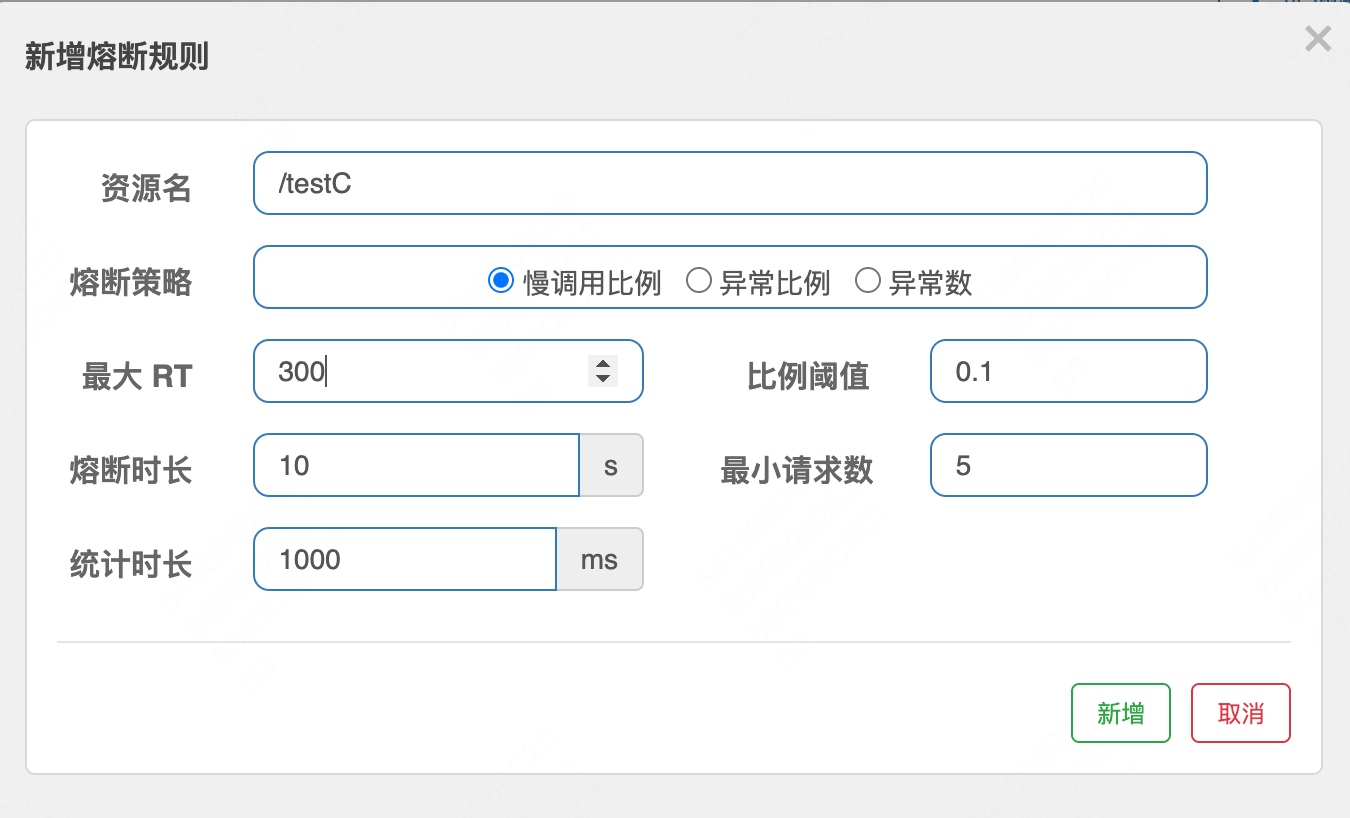 新增熔断规则
×
资源名 /testC
熔断策略 慢调用比例 异常比例 异常数
最大 RT 300 比例阈值 0.1
熔断时长 10 s 最小请求数 5
统计时长 1000 ms
新增 取消